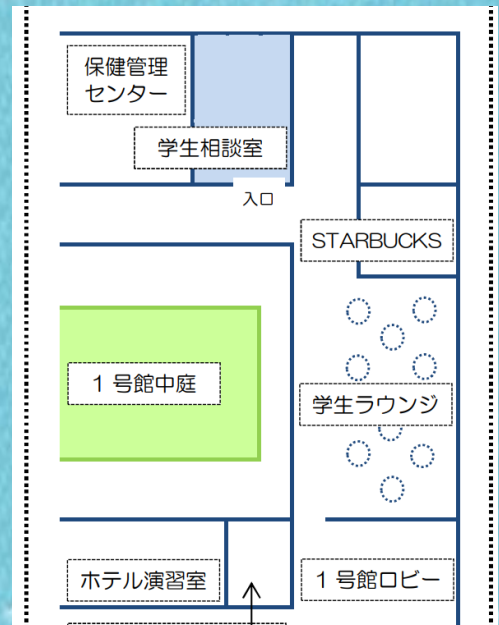 保健管理
センター
学生相談室
入口
STARBUCKS
1号館中庭
学生ラウンジ
ホテル演習室
1号館ロビー